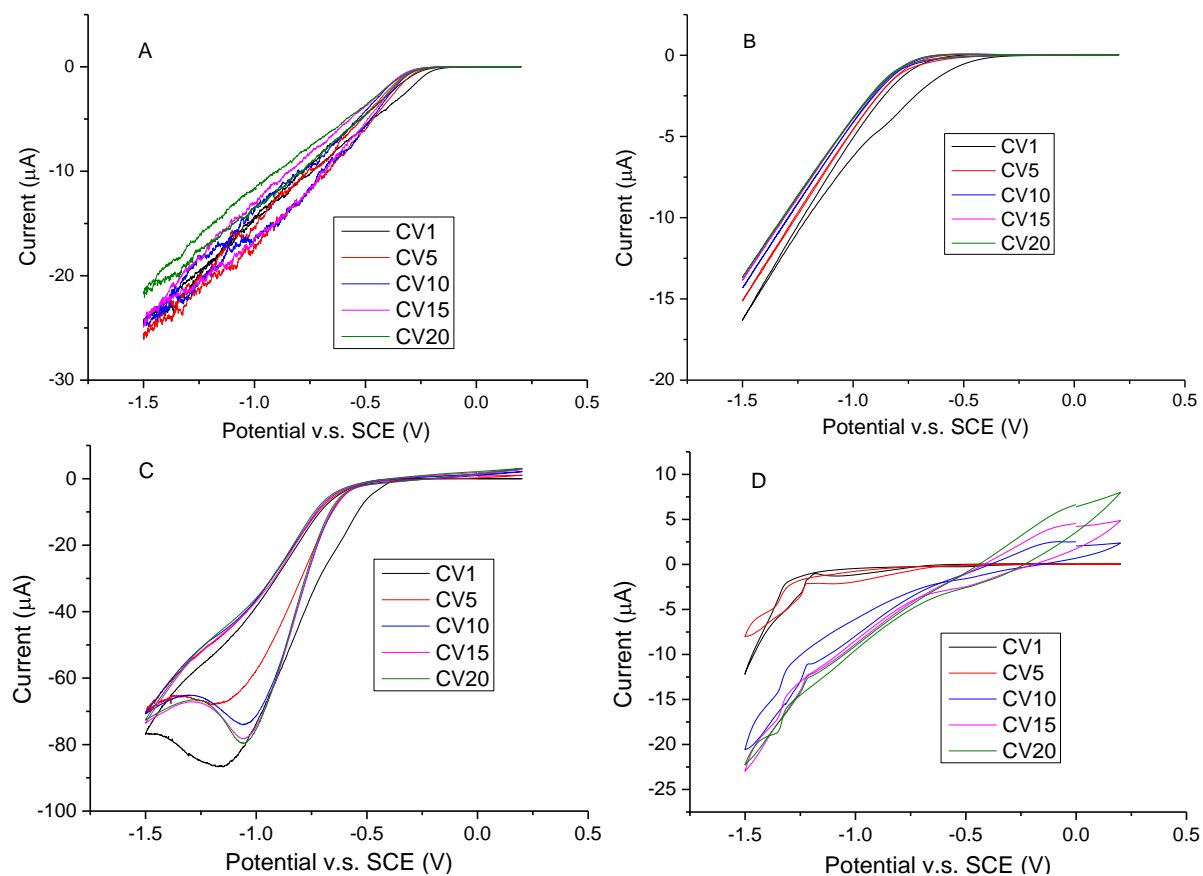 A
0
-10
-20
-30
Current (μA)
-1.5 -1.0 -0.5 0.0 0.5
Potential v.s. SCE (V)
CV1
CV5
CV10
CV15
CV20
B
0
-5
-10
-15
-20
Current (μA)
-1.5 -1.0 -0.5 0.0 0.5
Potential v.s. SCE (V)
CV1
CV5
CV10
CV15
CV20
C
0
-20
-40
-60
-80
-100
Current (μA)
-1.5 -1.0 -0.5 0.0 0.5
Potential v.s. SCE (V)
CV1
CV5
CV10
CV15
CV20
D
10
5
0
-5
-10
-15
-20
-25
Current (μA)
-1.5 -1.0 -0.5 0.0 0.5
Potential v.s. SCE (V)
CV1
CV5
CV10
CV15
CV20